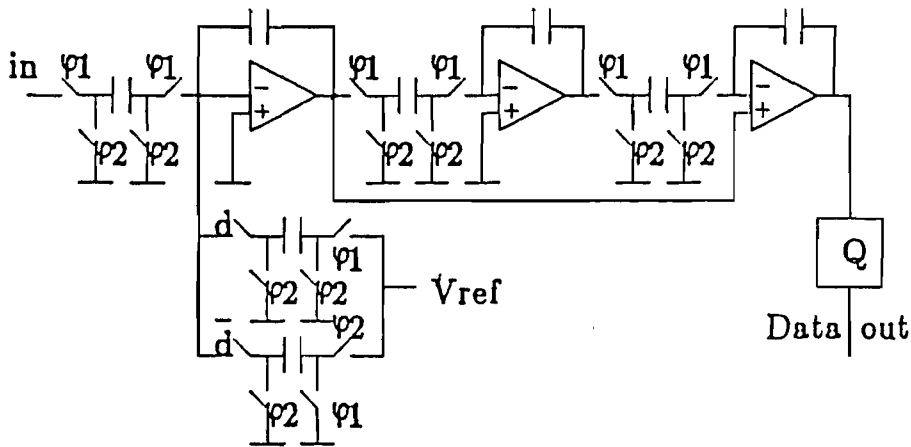 in φ1 φ1 φ1 φ1 φ1 φ1
− − −
+ + +
φ2 φ2 φ2 φ2 φ2 φ2
d φ1
Q
φ2 φ2 Vref
φ2
d̄ Data out
φ2 φ1